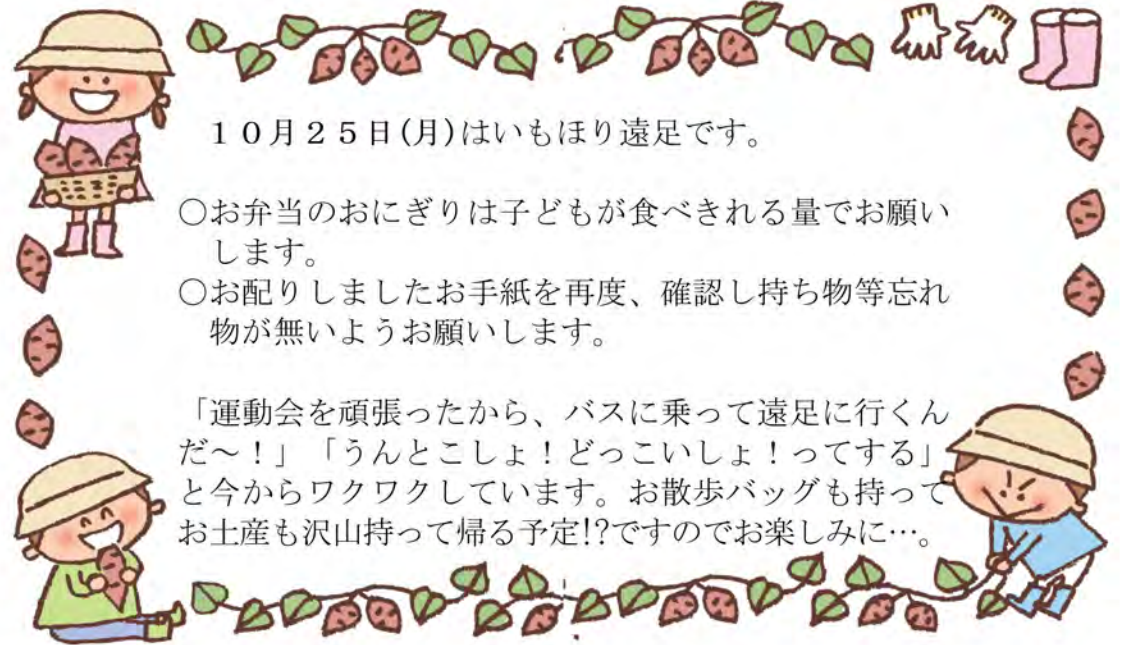 １０月２５日(月)はいもほり遠足です。
○お弁当のおにぎりは子どもが食べきれる量でお願い
します。
○お配りしましたお手紙を再度、確認し持ち物等忘れ
物が無いようお願いします。
「運動会を頑張ったから、バスに乗って遠足に行くん
だ～！」「うんとこしょ！どっこいしょ！ってする」
と今からワクワクしています。お散歩バッグも持って
お土産も沢山持って帰る予定!?ですのでお楽しみに…。